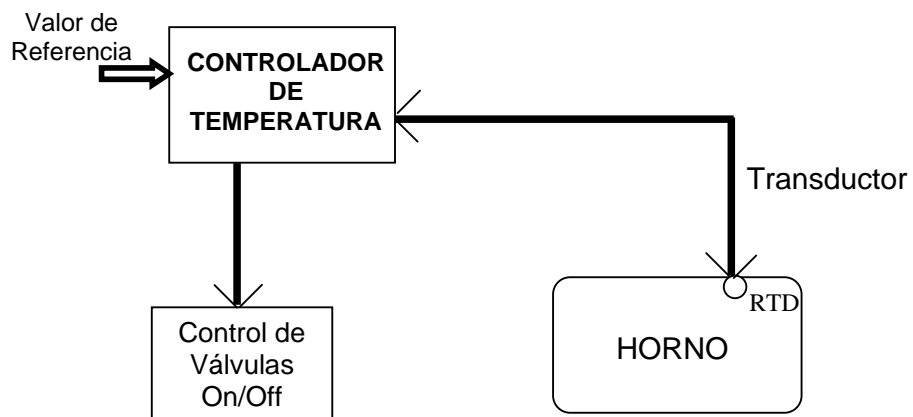 Valor de
Referencia
CONTROLADOR
DE
TEMPERATURA
Transductor
RTD
HORNO
Control de
Válvulas
On/Off